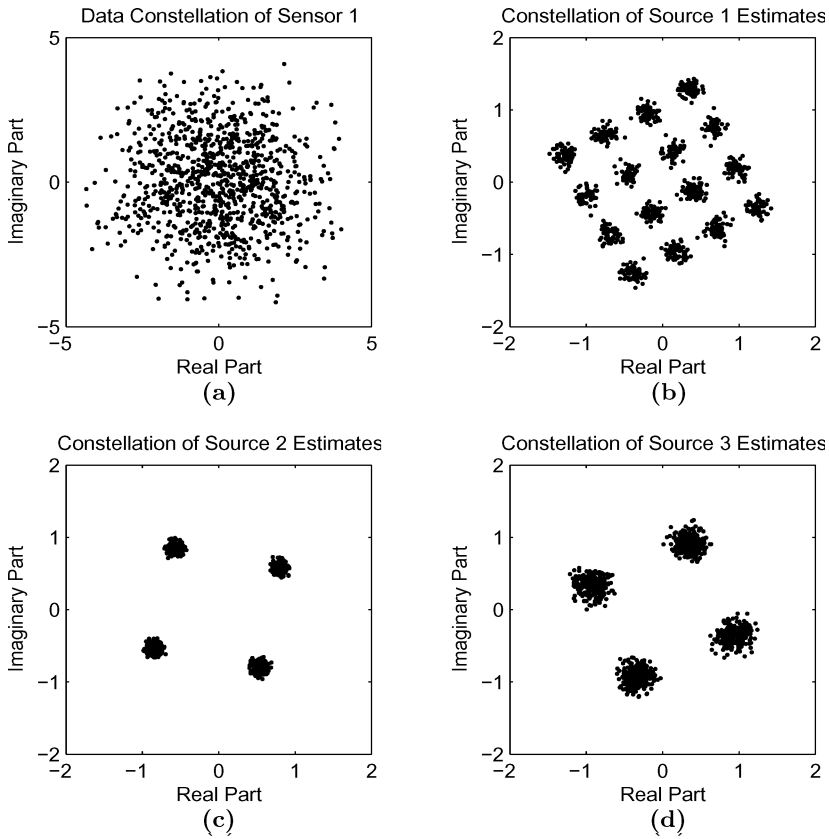 Data Constellation of Sensor 1
5
0
−5
−5
0
5
Imaginary Part
Real Part
(a)
Constellation of Source 1 Estimates
2
1
0
−1
−2
−2
−1
0
1
2
Imaginary Part
Real Part
(b)
Constellation of Source 2 Estimates
2
1
0
−1
−2
−2
−1
0
1
2
Imaginary Part
Real Part
(c)
Constellation of Source 3 Estimates
2
1
0
−1
−2
−2
−1
0
1
2
Imaginary Part
Real Part
(d)